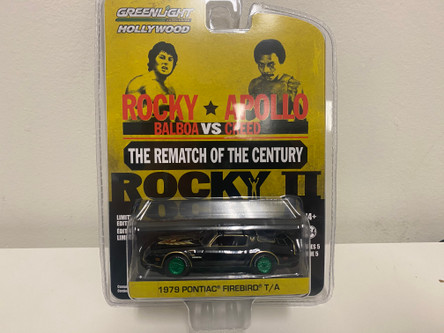 GREENLIGHT
HOLLYWOOD
ROCKY ★ APOLLO
BALBOA VS CREED
THE REMATCH OF THE CENTURY
ROCKY II
1979 PONTIAC® FIREBIRD® T/A